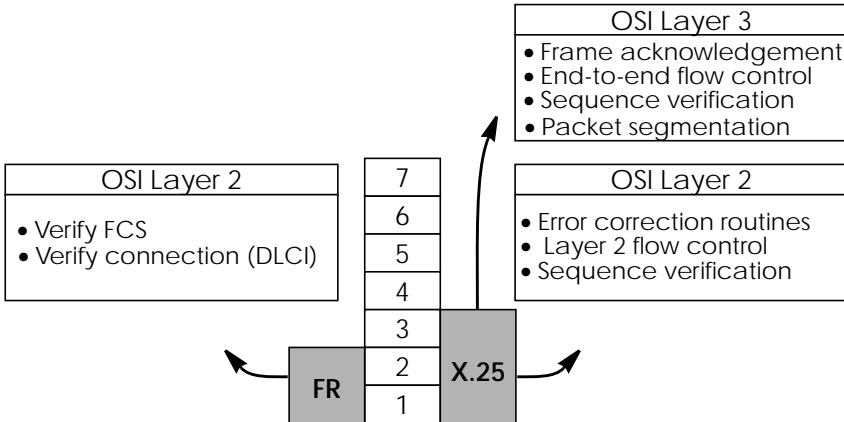 OSI Layer 3
• Frame acknowledgement
• End-to-end flow control
• Sequence verification
• Packet segmentation
OSI Layer 2
• Verify FCS
• Verify connection (DLCI)
7
6
5
4
3
2
1
FR
X.25
OSI Layer 2
• Error correction routines
• Layer 2 flow control
• Sequence verification